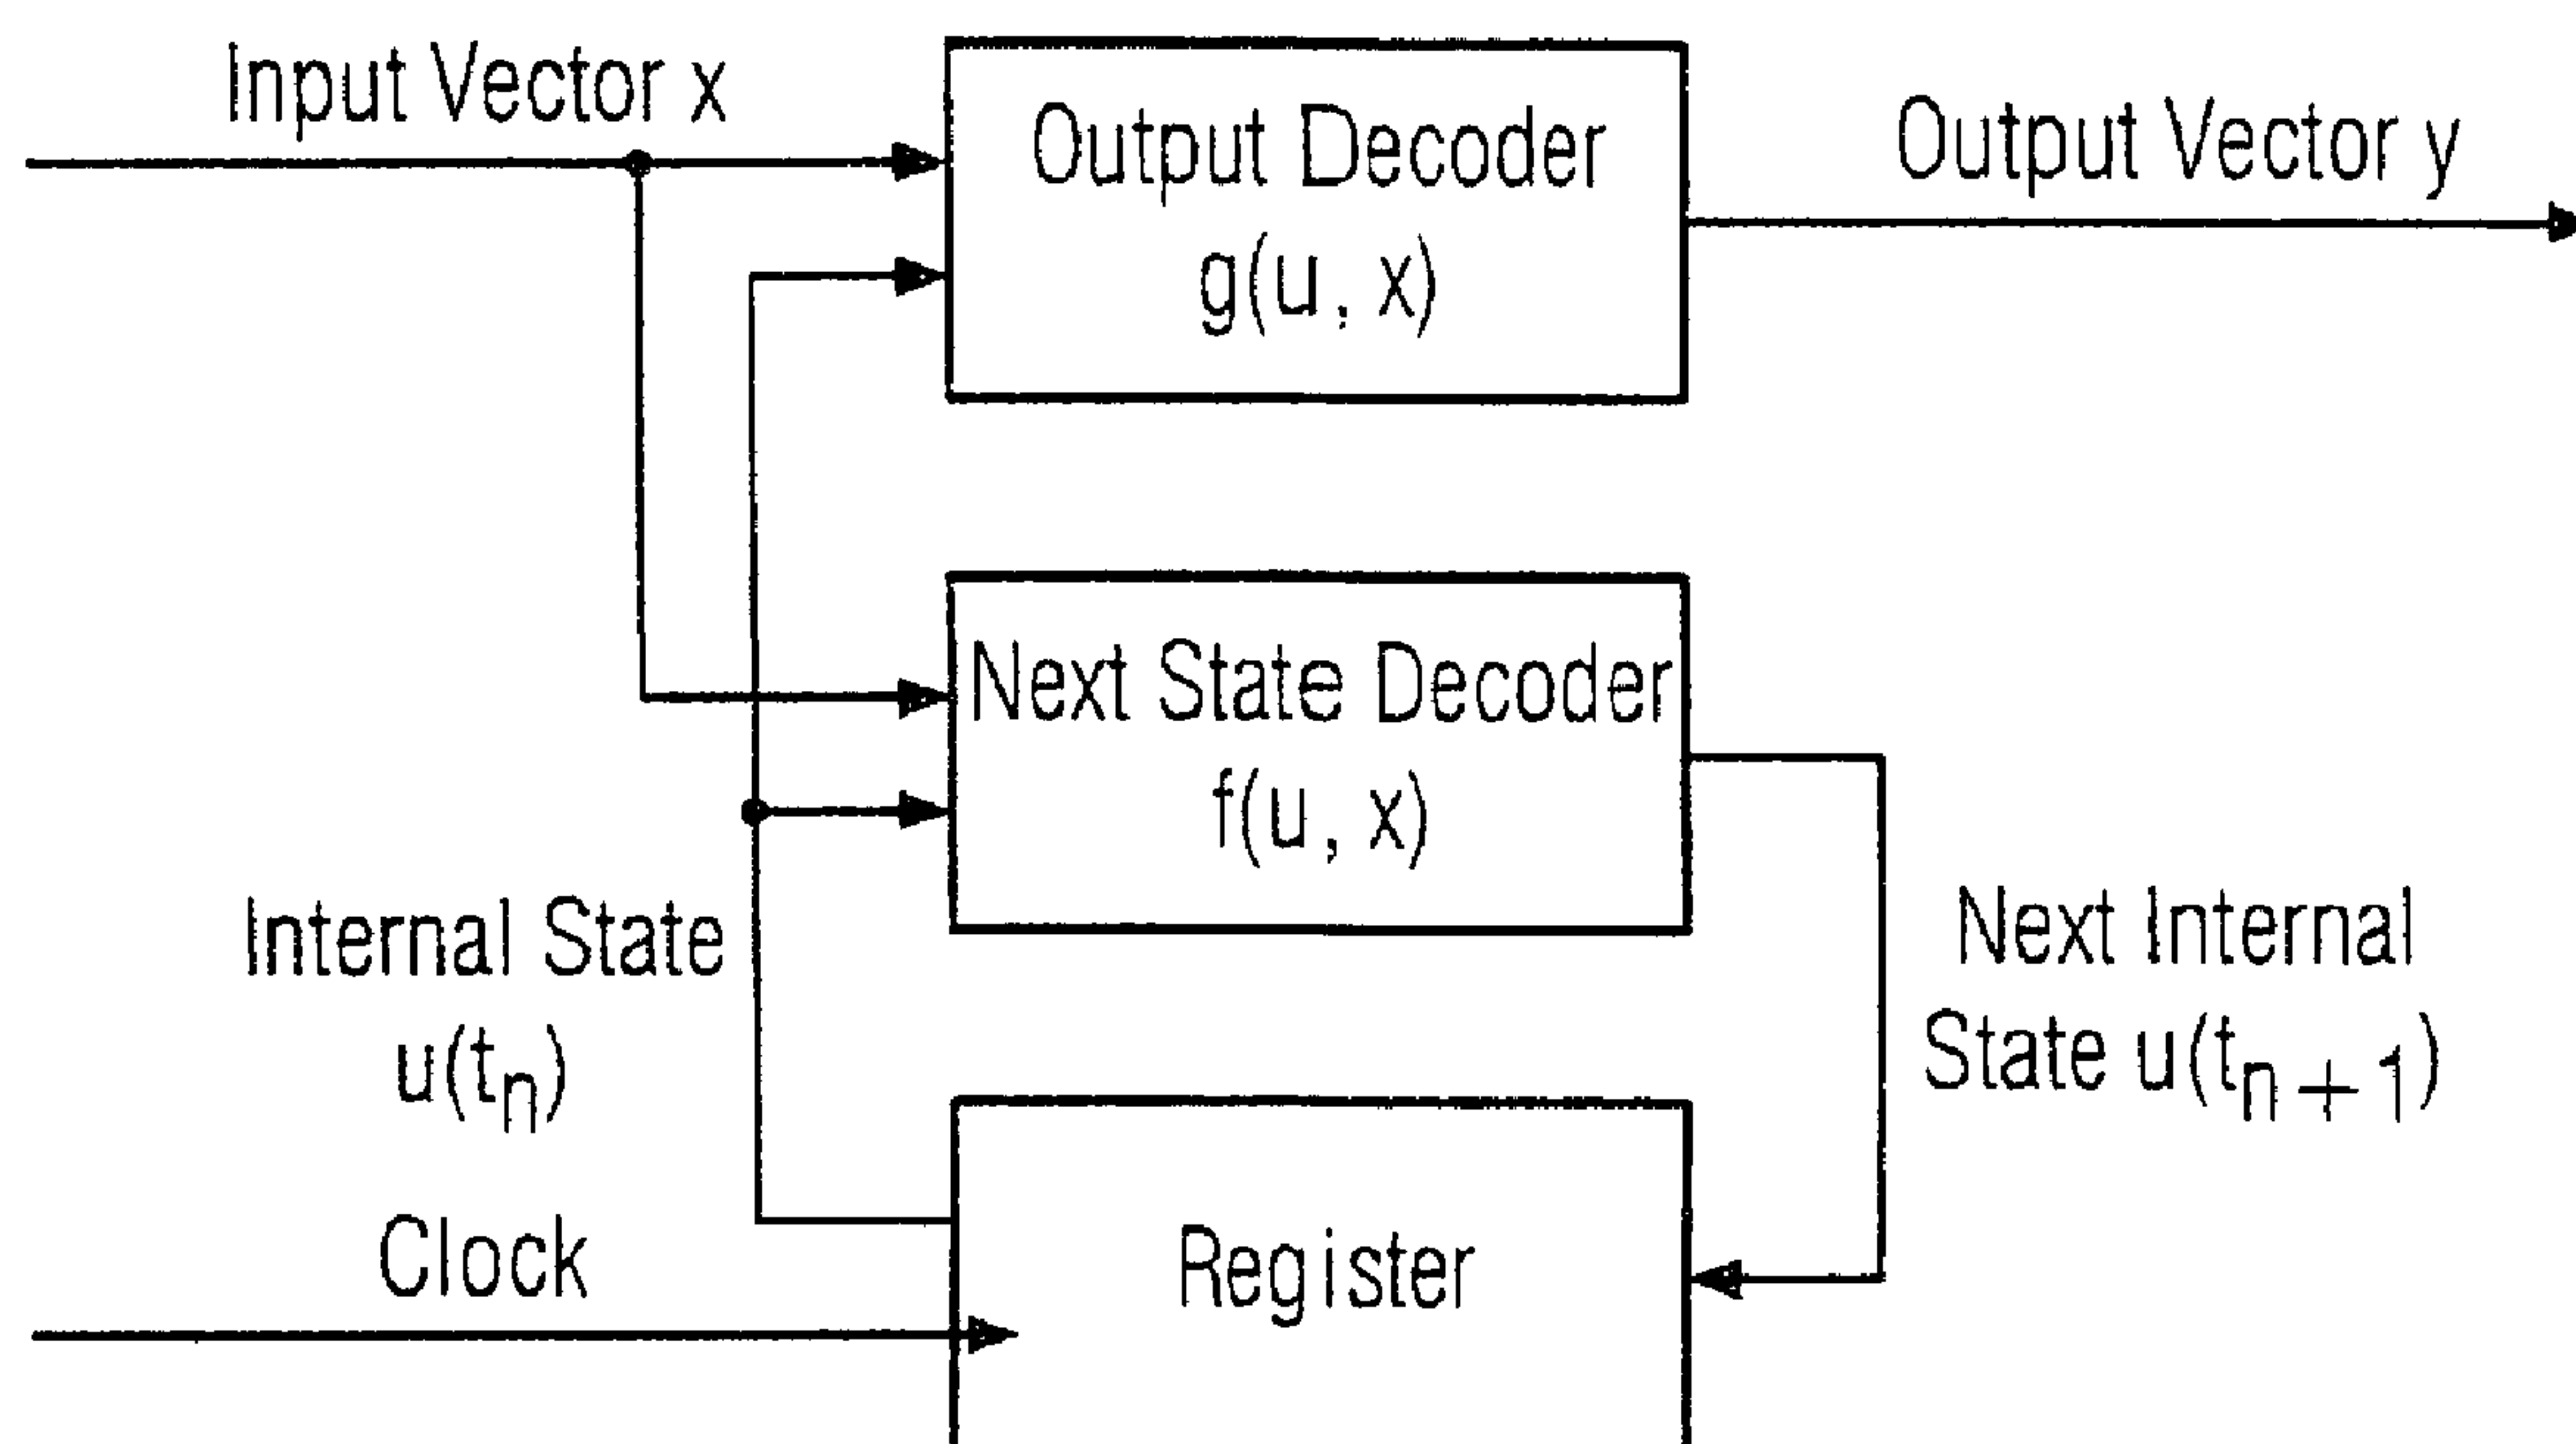 Input Vector x
Output Decoder
g(u, x)
Output Vector y
Next State Decoder
f(u, x)
Internal State
u(tn)
Next Internal
State u(tn + 1)
Clock
Register